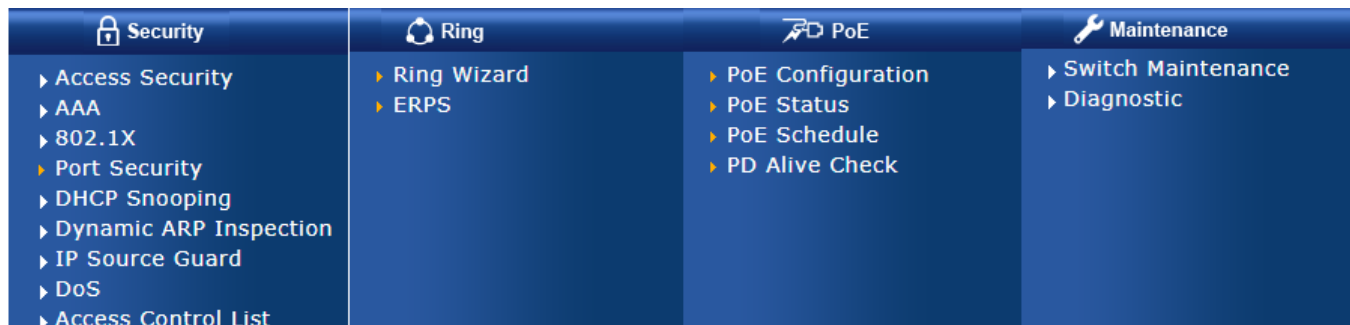 Security
Access Security
AAA
802.1X
Port Security
DHCP Snooping
Dynamic ARP Inspection
IP Source Guard
DoS
Access Control List
Ring
Ring Wizard
ERPS
PoE
PoE Configuration
PoE Status
PoE Schedule
PD Alive Check
Maintenance
Switch Maintenance
Diagnostic